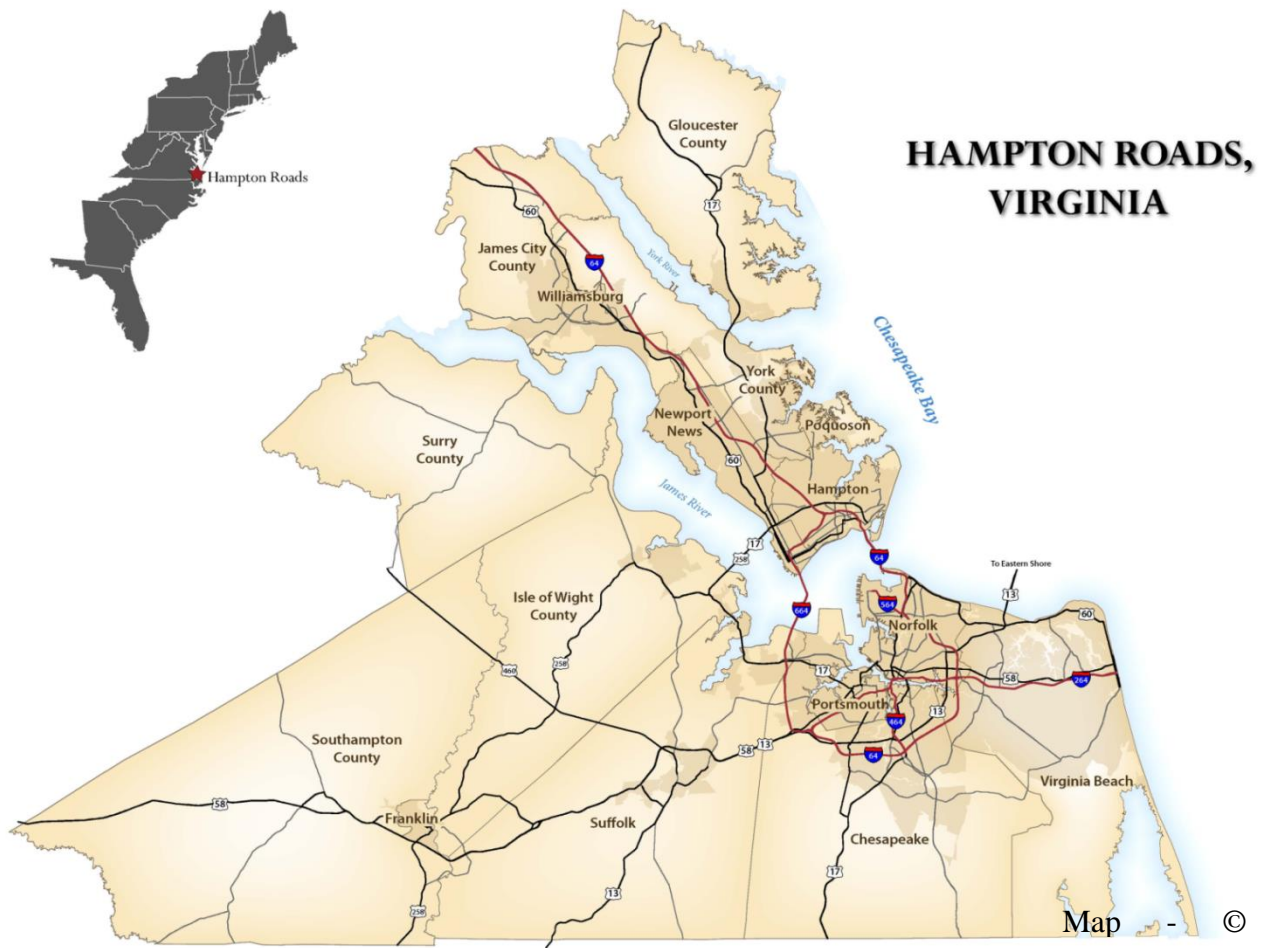 HAMPTON ROADS,
VIRGINIA
Hampton Roads
Gloucester
County
17
60
James City
County
64
York River
Williamsburg
Chesapeake Bay
York
County
Newport
News
Poquoson
Surry
County
60
Hampton
James River
17
258
64
To Eastern Shore
13
Isle of Wight
County
664
564
60
Norfolk
460
258
17
58
264
Portsmouth
13
464
Southampton
County
58
13
64
Virginia Beach
58
Franklin
Suffolk
Chesapeake
17
13
258
Map - ©